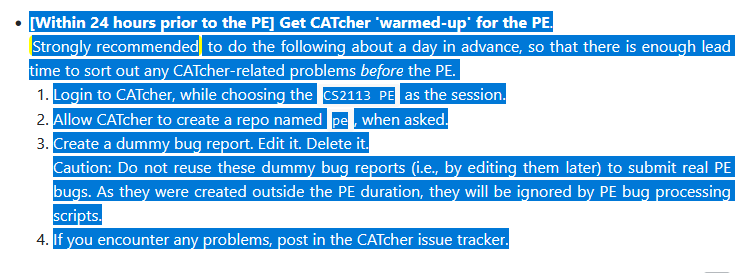 [Within 24 hours prior to the PE] Get CATcher 'warmed-up' for the PE.
Strongly recommended to do the following about a day in advance, so that there is enough lead
time to sort out any CATcher-related problems before the PE.
1. Login to CATcher, while choosing the CS2113 PE as the session.
2. Allow CATcher to create a repo named pe, when asked.
3. Create a dummy bug report. Edit it. Delete it.
Caution: Do not reuse these dummy bug reports (i.e., by editing them later) to submit real PE
bugs. As they were created outside the PE duration, they will be ignored by PE bug processing
scripts.
4. If you encounter any problems, post in the CATcher issue tracker.